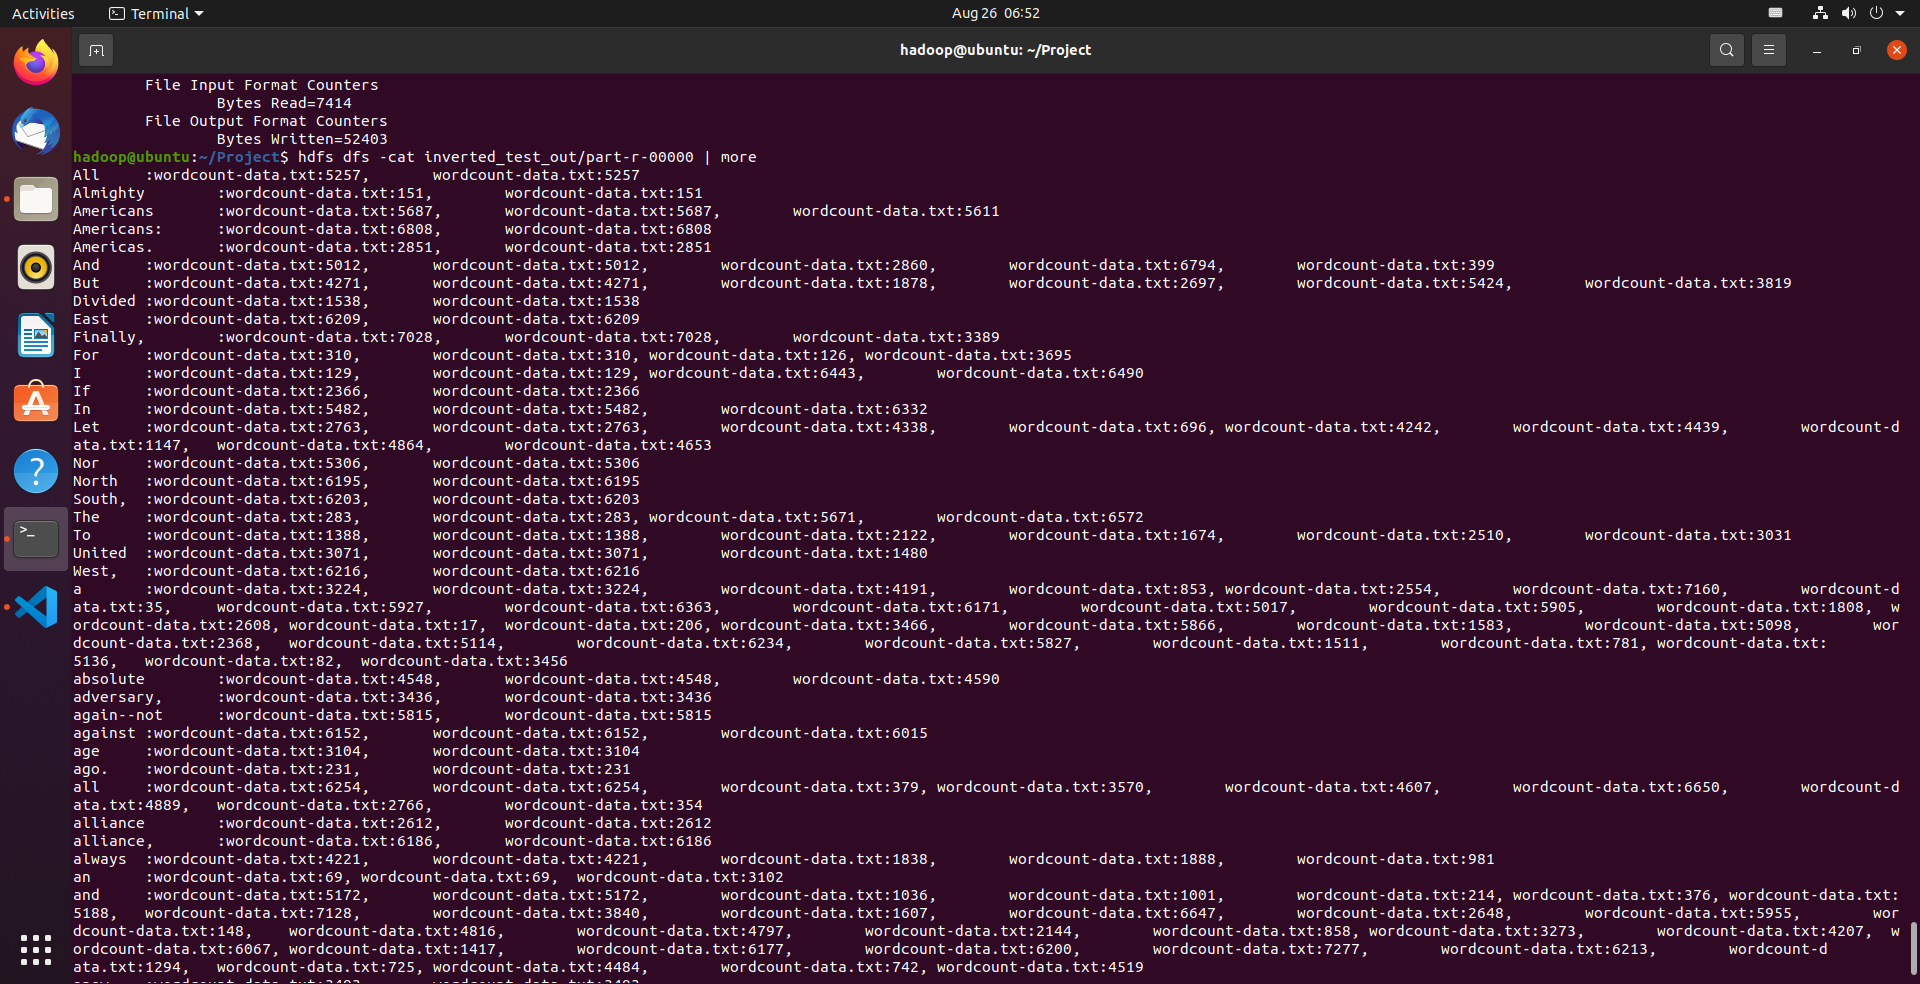 Activities Terminal Aug 26 06:52
hadoop@ubuntu: ~/Project
File Input Format Counters
Bytes Read=7414
File Output Format Counters
Bytes Written=52403
hadoop@ubuntu:~/Project$ hdfs dfs -cat inverted_test_out/part-r-00000 | more
All :wordcount-data.txt:5257, wordcount-data.txt:5257
Almighty :wordcount-data.txt:151, wordcount-data.txt:151
Americans :wordcount-data.txt:5687, wordcount-data.txt:5687, wordcount-data.txt:5611
Americans: :wordcount-data.txt:6808, wordcount-data.txt:6808
Americas. :wordcount-data.txt:2851, wordcount-data.txt:2851
And :wordcount-data.txt:5012, wordcount-data.txt:5012, wordcount-data.txt:2860, wordcount-data.txt:6794, wordcount-data.txt:399
But :wordcount-data.txt:4271, wordcount-data.txt:4271, wordcount-data.txt:1878, wordcount-data.txt:2697, wordcount-data.txt:5424, wordcount-data.txt:3819
Divided :wordcount-data.txt:1538, wordcount-data.txt:1538
East :wordcount-data.txt:6209, wordcount-data.txt:6209
Finally, :wordcount-data.txt:7028, wordcount-data.txt:7028, wordcount-data.txt:3389
For :wordcount-data.txt:310, wordcount-data.txt:310, wordcount-data.txt:126, wordcount-data.txt:3695
I :wordcount-data.txt:129, wordcount-data.txt:129, wordcount-data.txt:6443, wordcount-data.txt:6490
If :wordcount-data.txt:2366, wordcount-data.txt:2366
In :wordcount-data.txt:5482, wordcount-data.txt:5482, wordcount-data.txt:6332
Let :wordcount-data.txt:2763, wordcount-data.txt:2763, wordcount-data.txt:4338, wordcount-data.txt:696, wordcount-data.txt:4242, wordcount-data.txt:4439, wordcount-d
ata.txt:1147, wordcount-data.txt:4864, wordcount-data.txt:4653
Nor :wordcount-data.txt:5306, wordcount-data.txt:5306
North :wordcount-data.txt:6195, wordcount-data.txt:6195
South, :wordcount-data.txt:6203, wordcount-data.txt:6203
The :wordcount-data.txt:283, wordcount-data.txt:283, wordcount-data.txt:5671, wordcount-data.txt:6572
To :wordcount-data.txt:1388, wordcount-data.txt:1388, wordcount-data.txt:2122, wordcount-data.txt:1674, wordcount-data.txt:2510, wordcount-data.txt:3031
United :wordcount-data.txt:3071, wordcount-data.txt:3071, wordcount-data.txt:1480
West, :wordcount-data.txt:6216, wordcount-data.txt:6216
a :wordcount-data.txt:3224, wordcount-data.txt:3224, wordcount-data.txt:4191, wordcount-data.txt:853, wordcount-data.txt:2554, wordcount-data.txt:7160, wordcount-d
ata.txt:35, wordcount-data.txt:5927, wordcount-data.txt:6363, wordcount-data.txt:6171, wordcount-data.txt:5017, wordcount-data.txt:5905, wordcount-data.txt:1808, w
ordcount-data.txt:2608, wordcount-data.txt:17, wordcount-data.txt:206, wordcount-data.txt:3466, wordcount-data.txt:5866, wordcount-data.txt:1583, wordcount-data.txt:5098, wor
dcount-data.txt:2368, wordcount-data.txt:5114, wordcount-data.txt:6234, wordcount-data.txt:5827, wordcount-data.txt:1511, wordcount-data.txt:781, wordcount-data.txt:
5136, wordcount-data.txt:82, wordcount-data.txt:3456
absolute :wordcount-data.txt:4548, wordcount-data.txt:4548, wordcount-data.txt:4590
adversary, :wordcount-data.txt:3436, wordcount-data.txt:3436
again--not :wordcount-data.txt:5815, wordcount-data.txt:5815
against :wordcount-data.txt:6152, wordcount-data.txt:6152, wordcount-data.txt:6015
age :wordcount-data.txt:3104, wordcount-data.txt:3104
ago. :wordcount-data.txt:231, wordcount-data.txt:231
all :wordcount-data.txt:6254, wordcount-data.txt:6254, wordcount-data.txt:379, wordcount-data.txt:3570, wordcount-data.txt:4607, wordcount-data.txt:6650, wordcount-d
ata.txt:4889, wordcount-data.txt:2766, wordcount-data.txt:354
alliance :wordcount-data.txt:2612, wordcount-data.txt:2612
alliance, :wordcount-data.txt:6186, wordcount-data.txt:6186
always :wordcount-data.txt:4221, wordcount-data.txt:4221, wordcount-data.txt:1838, wordcount-data.txt:1888, wordcount-data.txt:981
an :wordcount-data.txt:69, wordcount-data.txt:69, wordcount-data.txt:3102
and :wordcount-data.txt:5172, wordcount-data.txt:5172, wordcount-data.txt:1036, wordcount-data.txt:1001, wordcount-data.txt:214, wordcount-data.txt:376, wordcount-data.txt:
5188, wordcount-data.txt:7128, wordcount-data.txt:3840, wordcount-data.txt:1607, wordcount-data.txt:6647, wordcount-data.txt:2648, wordcount-data.txt:5955, wor
dcount-data.txt:148, wordcount-data.txt:4816, wordcount-data.txt:4797, wordcount-data.txt:2144, wordcount-data.txt:858, wordcount-data.txt:3273, wordcount-data.txt:4207, w
ordcount-data.txt:6067, wordcount-data.txt:1417, wordcount-data.txt:6177, wordcount-data.txt:6200, wordcount-data.txt:7277, wordcount-data.txt:6213, wordcount-d
ata.txt:1294, wordcount-data.txt:725, wordcount-data.txt:4484, wordcount-data.txt:742, wordcount-data.txt:4519